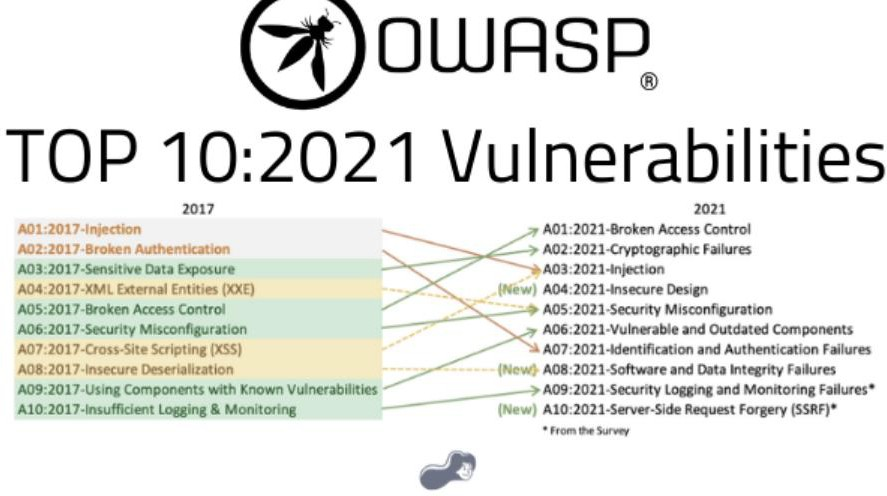 OWASP®
TOP 10:2021 Vulnerabilities
2017
A01:2017-Injection
A02:2017-Broken Authentication
A03:2017-Sensitive Data Exposure
A04:2017-XML External Entities (XXE)
A05:2017-Broken Access Control
A06:2017-Security Misconfiguration
A07:2017-Cross-Site Scripting (XSS)
A08:2017-Insecure Deserialization
A09:2017-Using Components with Known Vulnerabilities
A10:2017-Insufficient Logging & Monitoring
2021
A01:2021-Broken Access Control
A02:2021-Cryptographic Failures
A03:2021-Injection
(New) A04:2021-Insecure Design
A05:2021-Security Misconfiguration
A06:2021-Vulnerable and Outdated Components
A07:2021-Identification and Authentication Failures
(New) A08:2021-Software and Data Integrity Failures
A09:2021-Security Logging and Monitoring Failures*
(New) A10:2021-Server-Side Request Forgery (SSRF)*
* From the Survey